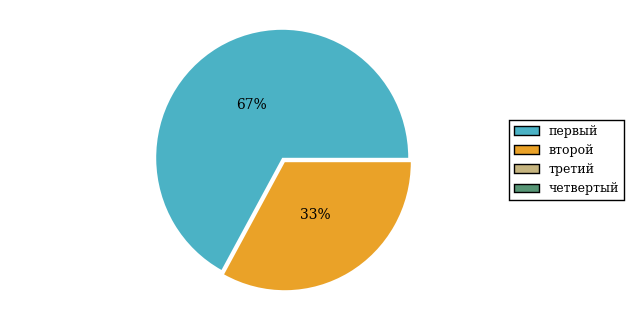 67%
33%
первый
второй
третий
четвертый